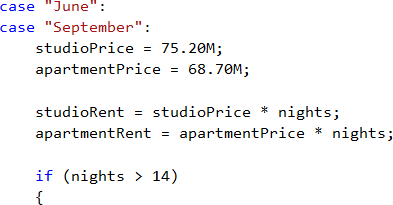 case "June":
case "September":
studioPrice = 75.20M;
apartmentPrice = 68.70M;
studioRent = studioPrice * nights;
apartmentRent = apartmentPrice * nights;
if (nights > 14)
{